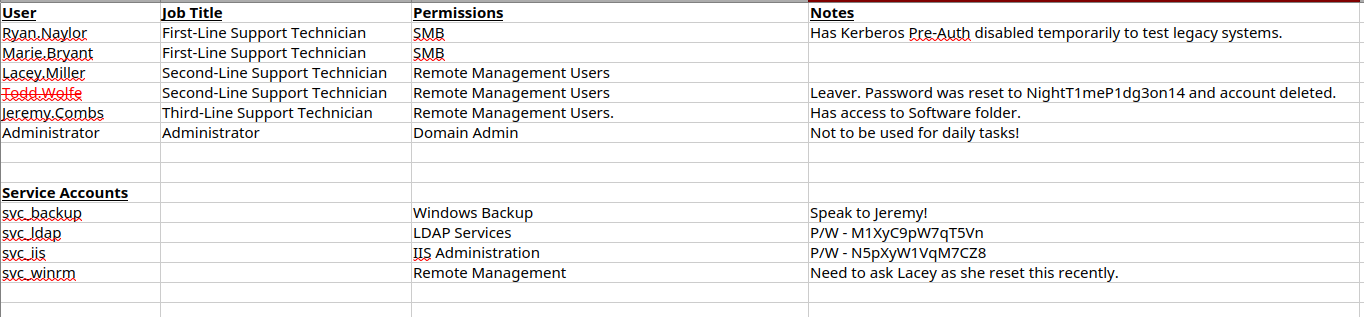 User Job Title Permissions Notes
Ryan.Naylor First-Line Support Technician SMB Has Kerberos Pre-Auth disabled temporarily to test legacy systems.
Marie.Bryant First-Line Support Technician SMB
Lacey.Miller Second-Line Support Technician Remote Management Users
Todd.Wolfe Second-Line Support Technician Remote Management Users Leaver. Password was reset to NightT1meP1dg3on14 and account deleted.
Jeremy.Combs Third-Line Support Technician Remote Management Users. Has access to Software folder.
Administrator Administrator Domain Admin Not to be used for daily tasks!
Service Accounts
svc_backup Windows Backup Speak to Jeremy!
svc_ldap LDAP Services P/W - M1XyC9pW7qT5Vn
svc_iis IIS Administration P/W - N5pXyW1VqM7CZ8
svc_winrm Remote Management Need to ask Lacey as she reset this recently.